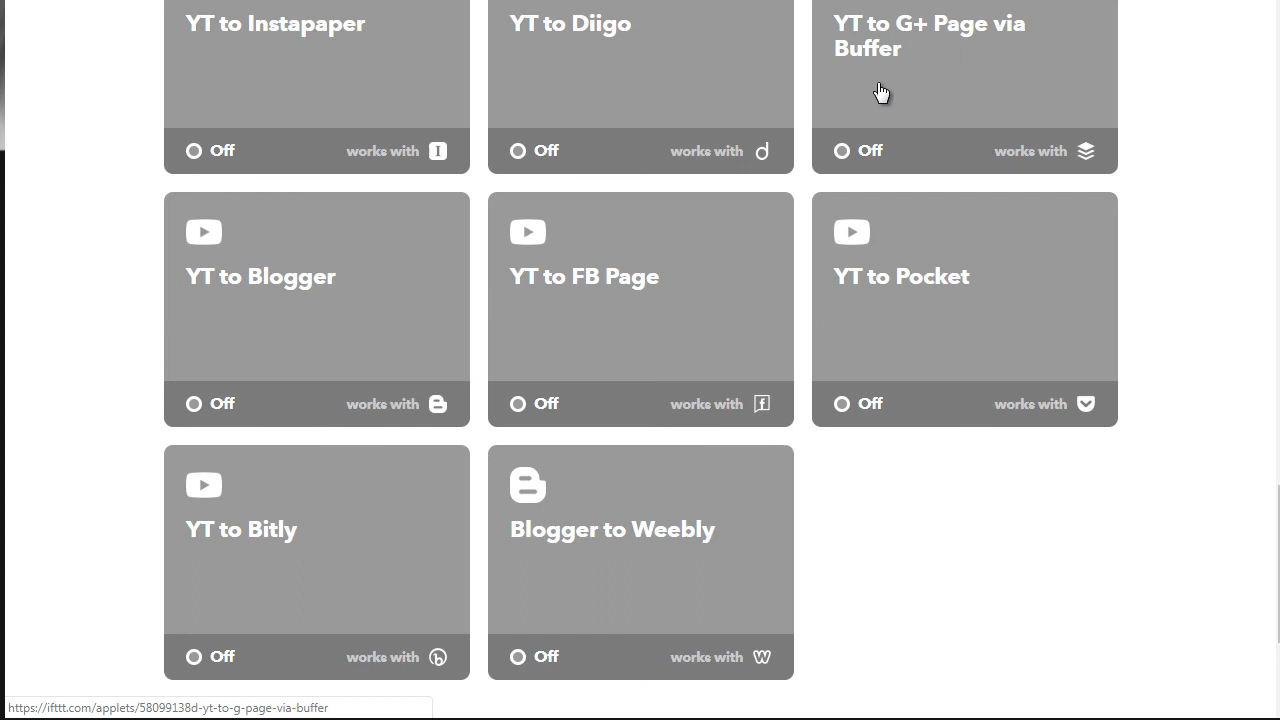 YT to Instapaper
Off works with
YT to Diigo
Off works with
YT to G+ Page via
Buffer
Off works with
YT to Blogger
Off works with
YT to FB Page
Off works with
YT to Pocket
Off works with
YT to Bitly
Off works with
Blogger to Weebly
Off works with
https://ifttt.com/applets/58099138d-yt-to-g-page-via-buffer